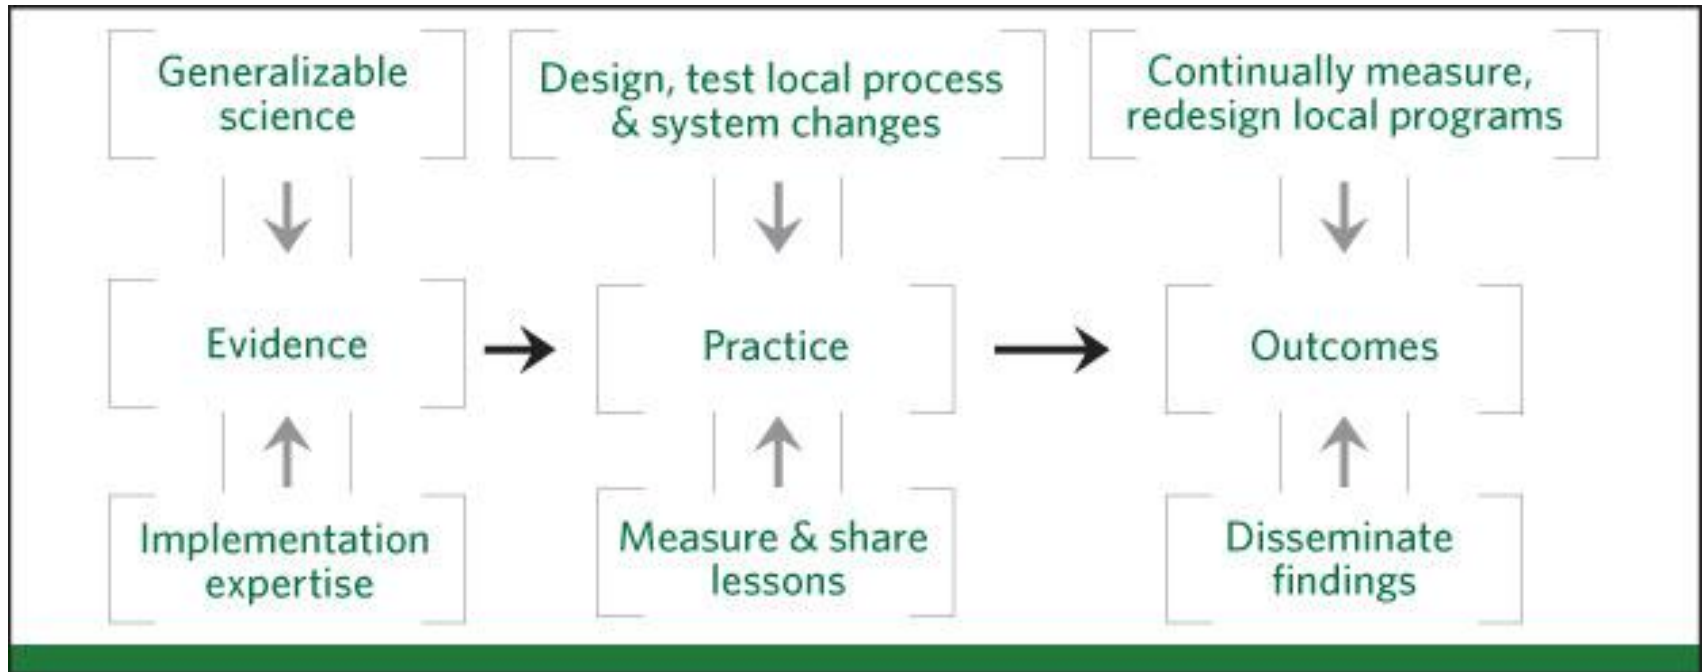 Generalizable
science
Design, test local process
& system changes
Continually measure,
redesign local programs
Evidence
Practice
Outcomes
Implementation
expertise
Measure & share
lessons
Disseminate
findings